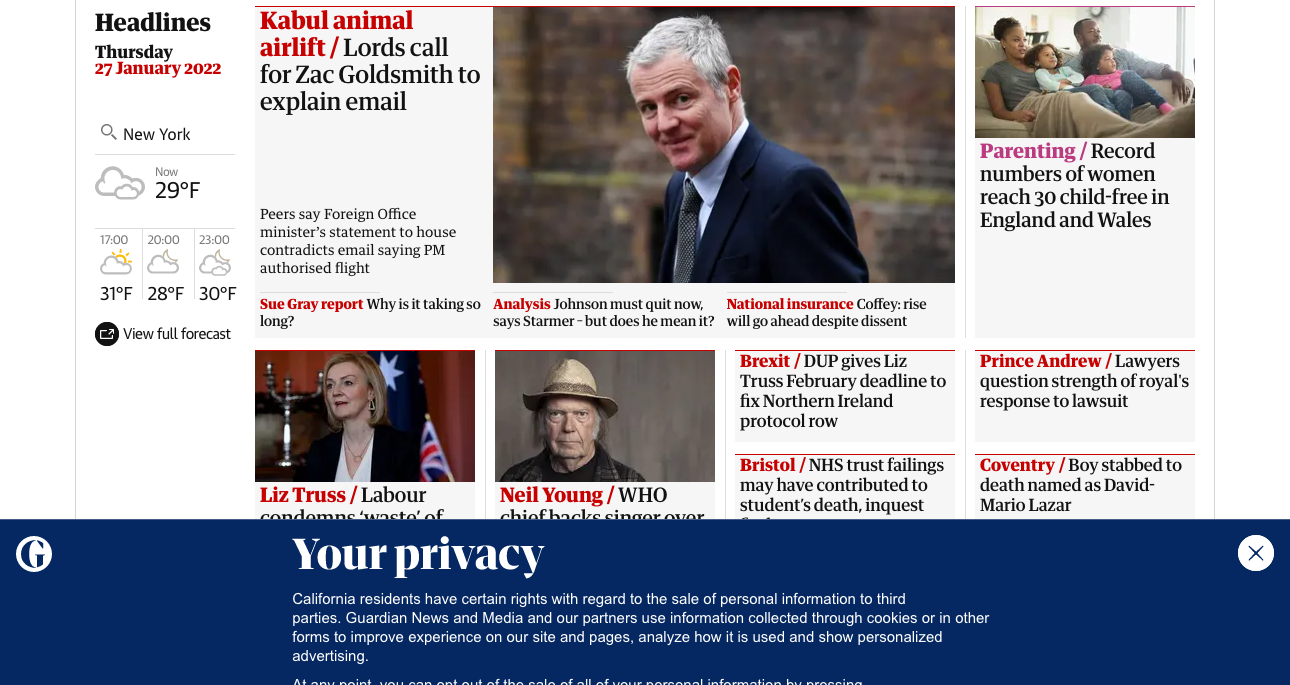 Headlines
Thursday
27 January 2022
New York
Now
29°F
17:00
20:00
23:00
31°F
28°F
30°F
View full forecast
Kabul animal
airlift / Lords call
for Zac Goldsmith to
explain email
Peers say Foreign Office
minister’s statement to house
contradicts email saying PM
authorised flight
Sue Gray report Why is it taking so
long?
Analysis Johnson must quit now,
says Starmer – but does he mean it?
National insurance Coffey: rise
will go ahead despite dissent
Parenting / Record
numbers of women
reach 30 child-free in
England and Wales
Liz Truss / Labour
condemns ‘waste’ of
Neil Young / WHO
chief backs singer over
Brexit / DUP gives Liz
Truss February deadline to
fix Northern Ireland
protocol row
Bristol / NHS trust failings
may have contributed to
student’s death, inquest
Prince Andrew / Lawyers
question strength of royal's
response to lawsuit
Coventry / Boy stabbed to
death named as David-
Mario Lazar
G
Your privacy
California residents have certain rights with regard to the sale of personal information to third
parties. Guardian News and Media and our partners use information collected through cookies or in other
forms to improve experience on our site and pages, analyze how it is used and show personalized
advertising.
At any point, you can opt out of the sale of all of your personal information by pressing